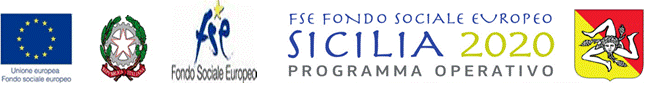 Unione europea
Fondo sociale europeo
fse
Fondo Sociale Europeo
FSE FONDO SOCIALE EUROPEO
SICILIA 2020
PROGRAMMA OPERATIVO